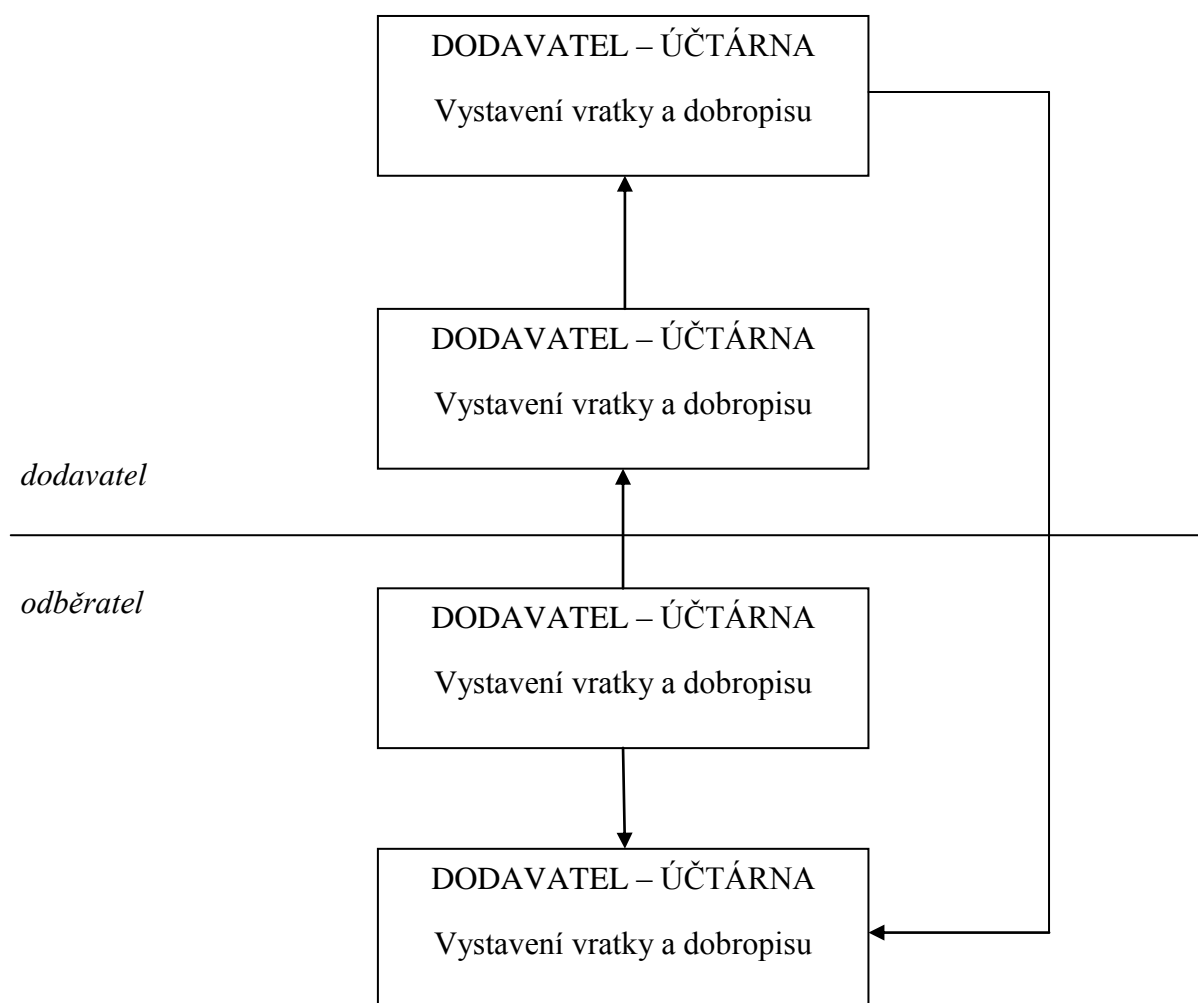 DODAVATEL – ÚČTÁRNA
Vystavení vratky a dobropisu
DODAVATEL – ÚČTÁRNA
Vystavení vratky a dobropisu
dodavatel
odběratel
DODAVATEL – ÚČTÁRNA
Vystavení vratky a dobropisu
DODAVATEL – ÚČTÁRNA
Vystavení vratky a dobropisu